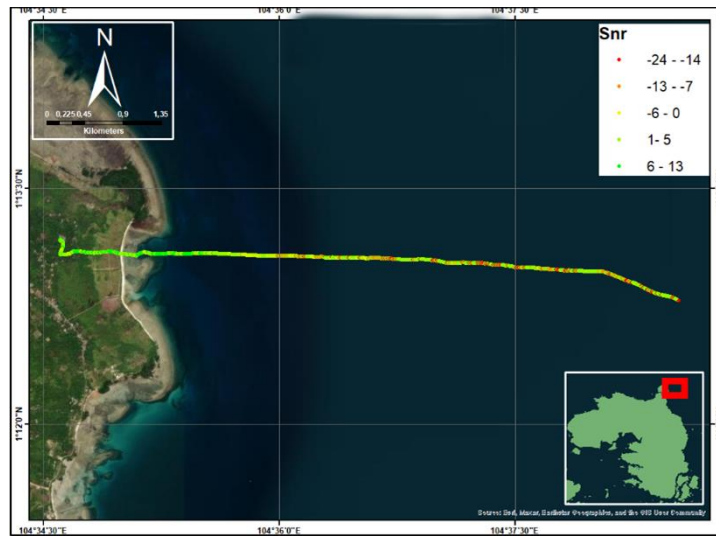 104°34'30"E 104°36'0"E 104°37'30"E
N
0 0,225 0,45 0,9 1,35
Kilometers
Snr
-24 - -14
-13 - -7
-6 - 0
1- 5
6 - 13
1°13'30"N
1°12'0"N
Source: Esri, Maxar, Earthstar Geographics, and the GIS User Community
104°34'30"E 104°36'0"E 104°37'30"E